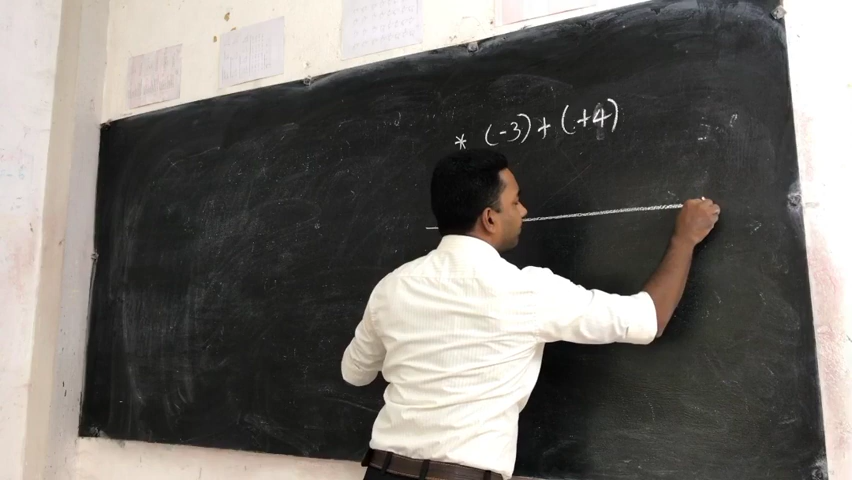 * (-3) + (+4)